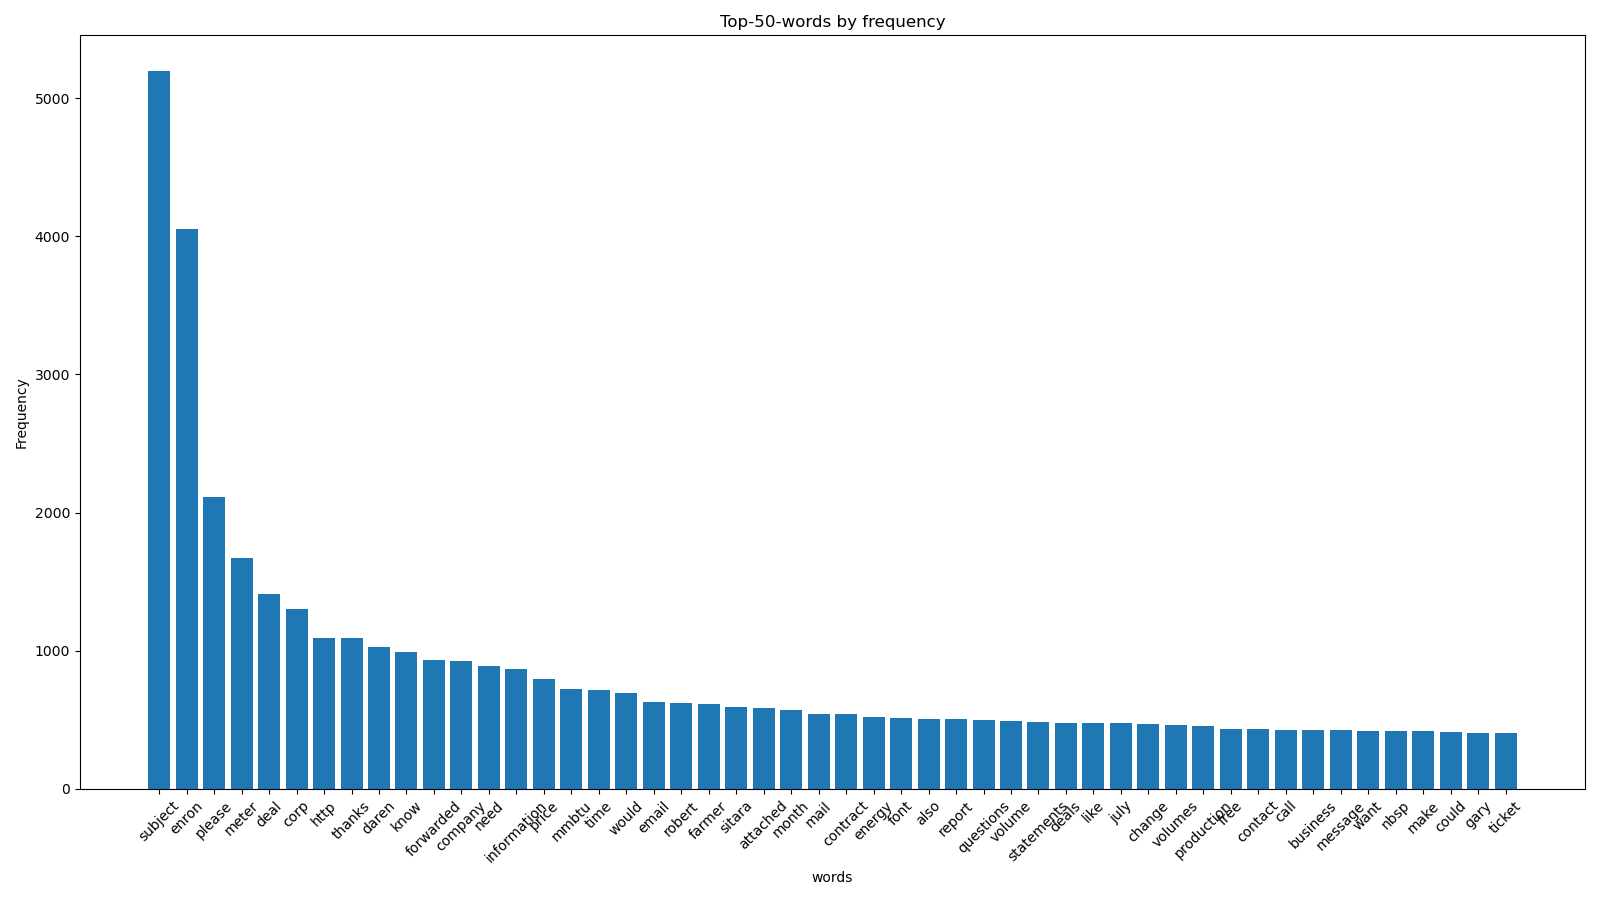 Top-50-words by frequency
Frequency
5000
4000
3000
2000
1000
0
subject
enron
please
meter
deal
corp
http
thanks
daren
know
forwarded
company
need
information
price
mmbtu
time
would
email
robert
farmer
sitara
attached
month
mail
contract
energy
font
also
report
questions
volume
statements
deals
like
july
change
volumes
production
free
contact
call
business
message
want
nbsp
make
could
gary
ticket
words